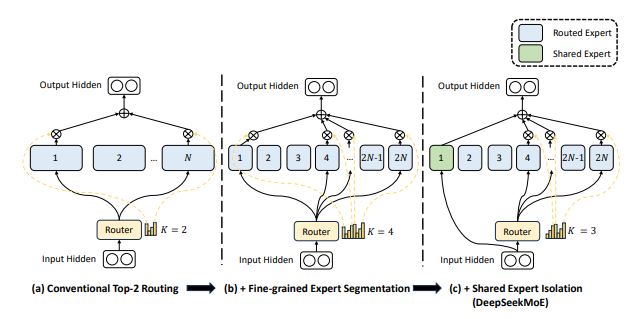 Routed Expert
Shared Expert
Output Hidden
1
2
...
N
Router
K = 2
Input Hidden
(a) Conventional Top-2 Routing
Output Hidden
1
2
3
4
...
2N-1
2N
Router
K = 4
Input Hidden
(b) + Fine-grained Expert Segmentation
Output Hidden
1
2
3
4
...
2N-1
2N
Router
K = 3
Input Hidden
(c) + Shared Expert Isolation
(DeepSeekMoE)